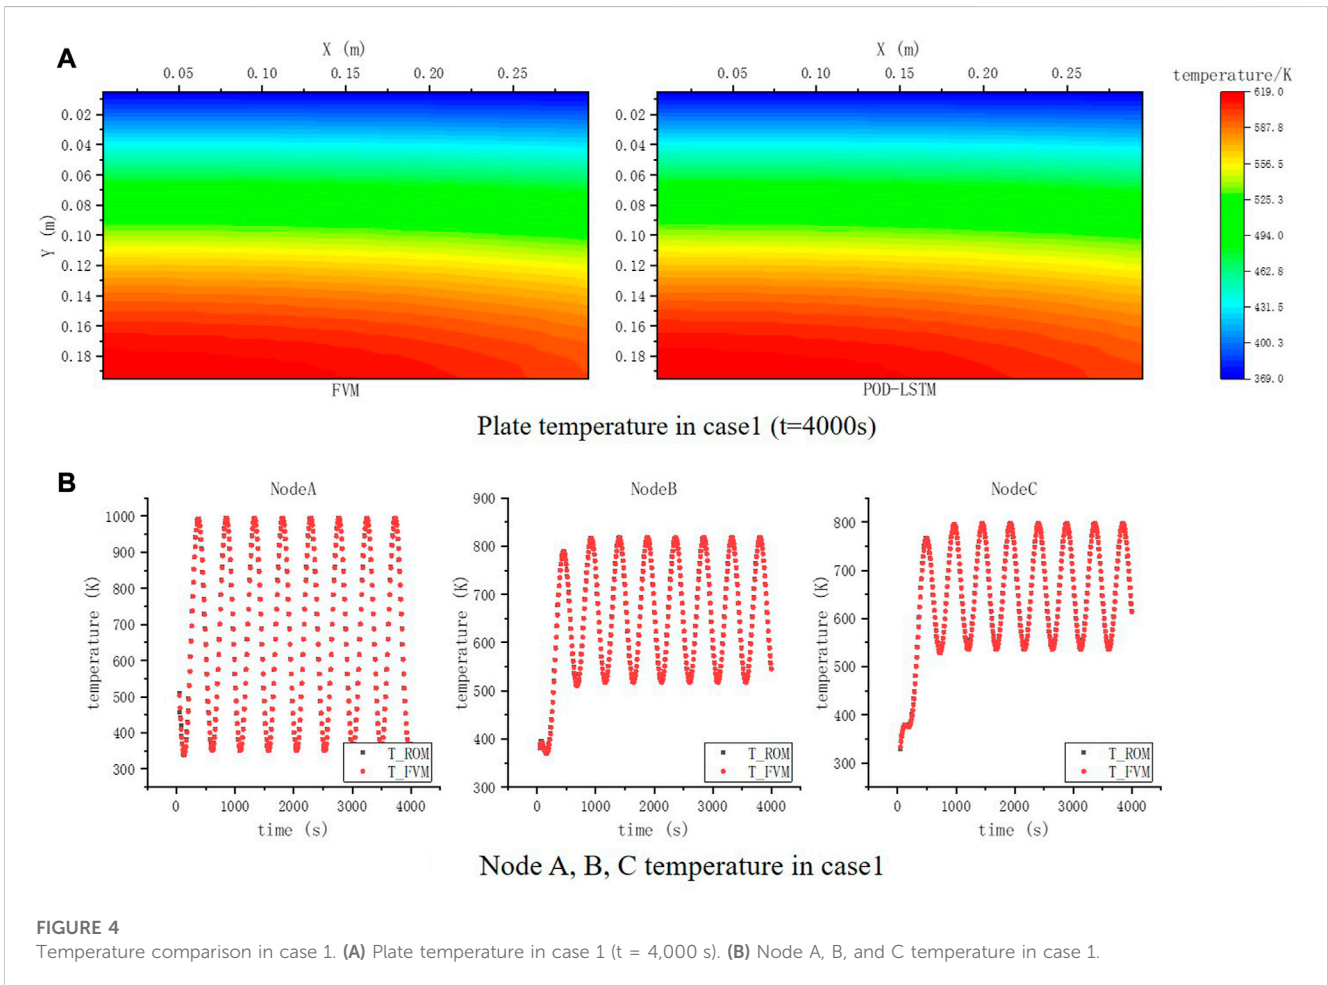 A
X (m)
X (m)
0.05 0.10 0.15 0.20 0.25
0.05 0.10 0.15 0.20 0.25
temperature/K
Y (m)
0.02
0.04
0.06
0.08
0.10
0.12
0.14
0.16
0.18
0.02
0.04
0.06
0.08
0.10
0.12
0.14
0.16
0.18
619.0
587.8
556.5
525.3
494.0
462.8
431.5
400.3
369.0
FVM
POD-LSTM
Plate temperature in case1 (t=4000s)
B
NodeA
temperature (K)
1000
900
800
700
600
500
400
300
T_ROM
T_FVM
0 1000 2000 3000 4000
time (s)
NodeB
temperature (K)
900
800
700
600
500
400
300
T_ROM
T_FVM
0 1000 2000 3000 4000
time (s)
NodeC
temperature (K)
800
700
600
500
400
300
T_ROM
T_FVM
0 1000 2000 3000 4000
time (s)
Node A, B, C temperature in case1
FIGURE 4
Temperature comparison in case 1. (A) Plate temperature in case 1 (t = 4,000 s). (B) Node A, B, and C temperature in case 1.